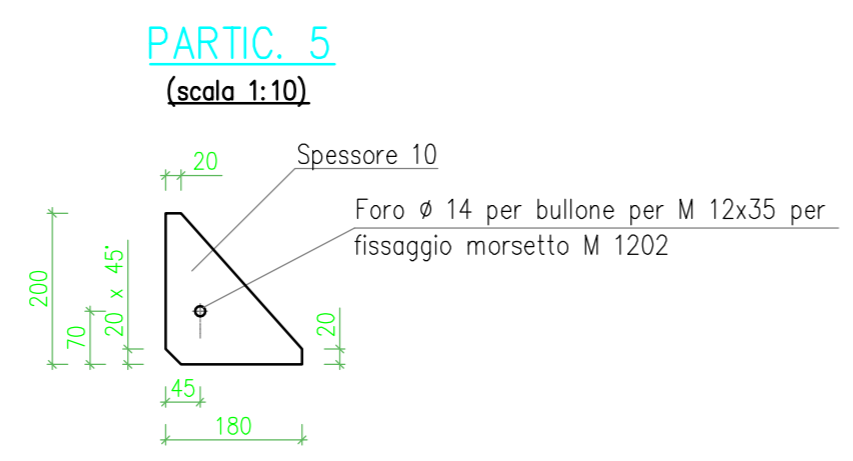 PARTIC. 5
(scala 1:10)
20
Spessore 10
Foro ø 14 per bullone per M 12x35 per
fissaggio morsetto M 1202
200
70
20 x 45°
20
45
180